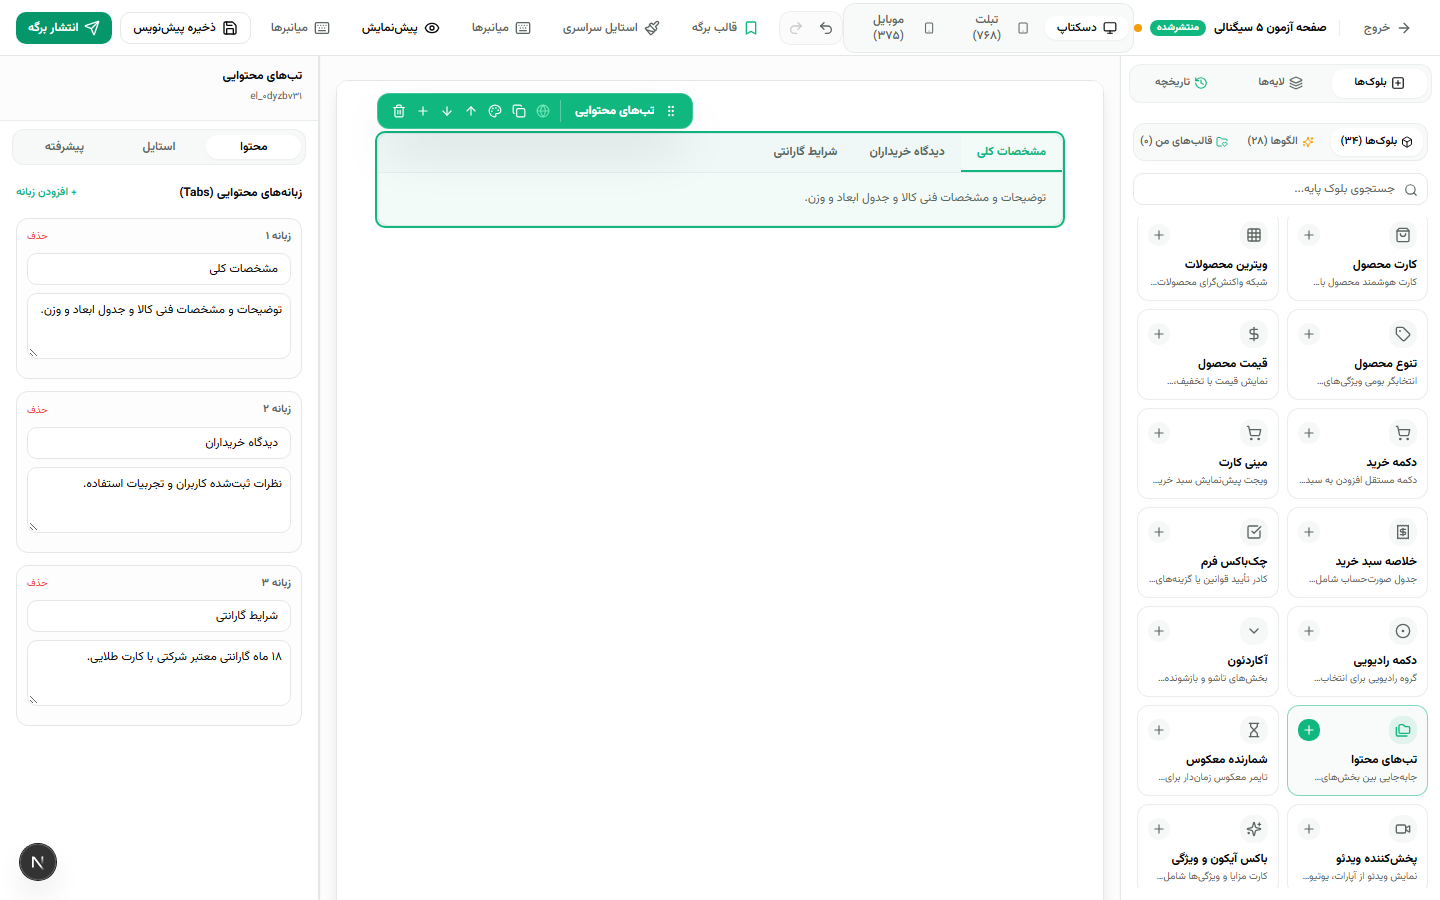 خروج
صفحه آزمون ۵ سیگنالی
منتشرشده
دسکتاپ
تبلت (۷۶۸)
موبایل (۳۷۵)
قالب برگه
استایل سراسری
میانبرها
پیش‌نمایش
میانبرها
ذخیره پیش‌نویس
انتشار برگه
بلوک‌ها
لایه‌ها
تاریخچه
بلوک‌ها (۳۴)
الگوها (۲۸)
قالب‌های من (۰)
جستجوی بلوک پایه...
کارت محصول
کارت هوشمند محصول با...
ویترین محصولات
شبکه واکنش‌گرای محصولات...
تنوع محصول
انتخابگر بومی ویژگی‌های...
قیمت محصول
نمایش قیمت با تخفیف،...
دکمه خرید
دکمه مستقل افزودن به سبد...
مینی کارت
ویجت پیش‌نمایش سبد خرید...
خلاصه سبد خرید
جدول صورت‌حساب شامل...
چک‌باکس فرم
کادر تأیید قوانین یا گزینه‌های...
دکمه رادیویی
گروه رادیویی برای انتخاب...
آکاردئون
بخش‌های تاشو و بازشونده...
تب‌های محتوا
جابه‌جایی بین بخش‌های...
شمارنده معکوس
تایمر معکوس زمان‌دار برای...
پخش‌کننده ویدئو
نمایش ویدئو از آپارات، یوتیو...
باکس آیکون و ویژگی
کارت مزایا و ویژگی‌ها شامل...
تب‌های محتوایی
مشخصات کلی
دیدگاه خریداران
شرایط گارانتی
توضیحات و مشخصات فنی کالا و جدول ابعاد و وزن.
تب‌های محتوایی
el_0dyzbv31
محتوا
استایل
پیشرفته
زبانه‌های محتوایی (Tabs)
+ افزودن زبانه
زبانه ۱
حذف
مشخصات کلی
توضیحات و مشخصات فنی کالا و جدول ابعاد و وزن.
زبانه ۲
حذف
دیدگاه خریداران
نظرات ثبت‌شده کاربران و تجربیات استفاده.
زبانه ۳
حذف
شرایط گارانتی
۱۸ ماه گارانتی معتبر شرکتی با کارت طلایی.
N